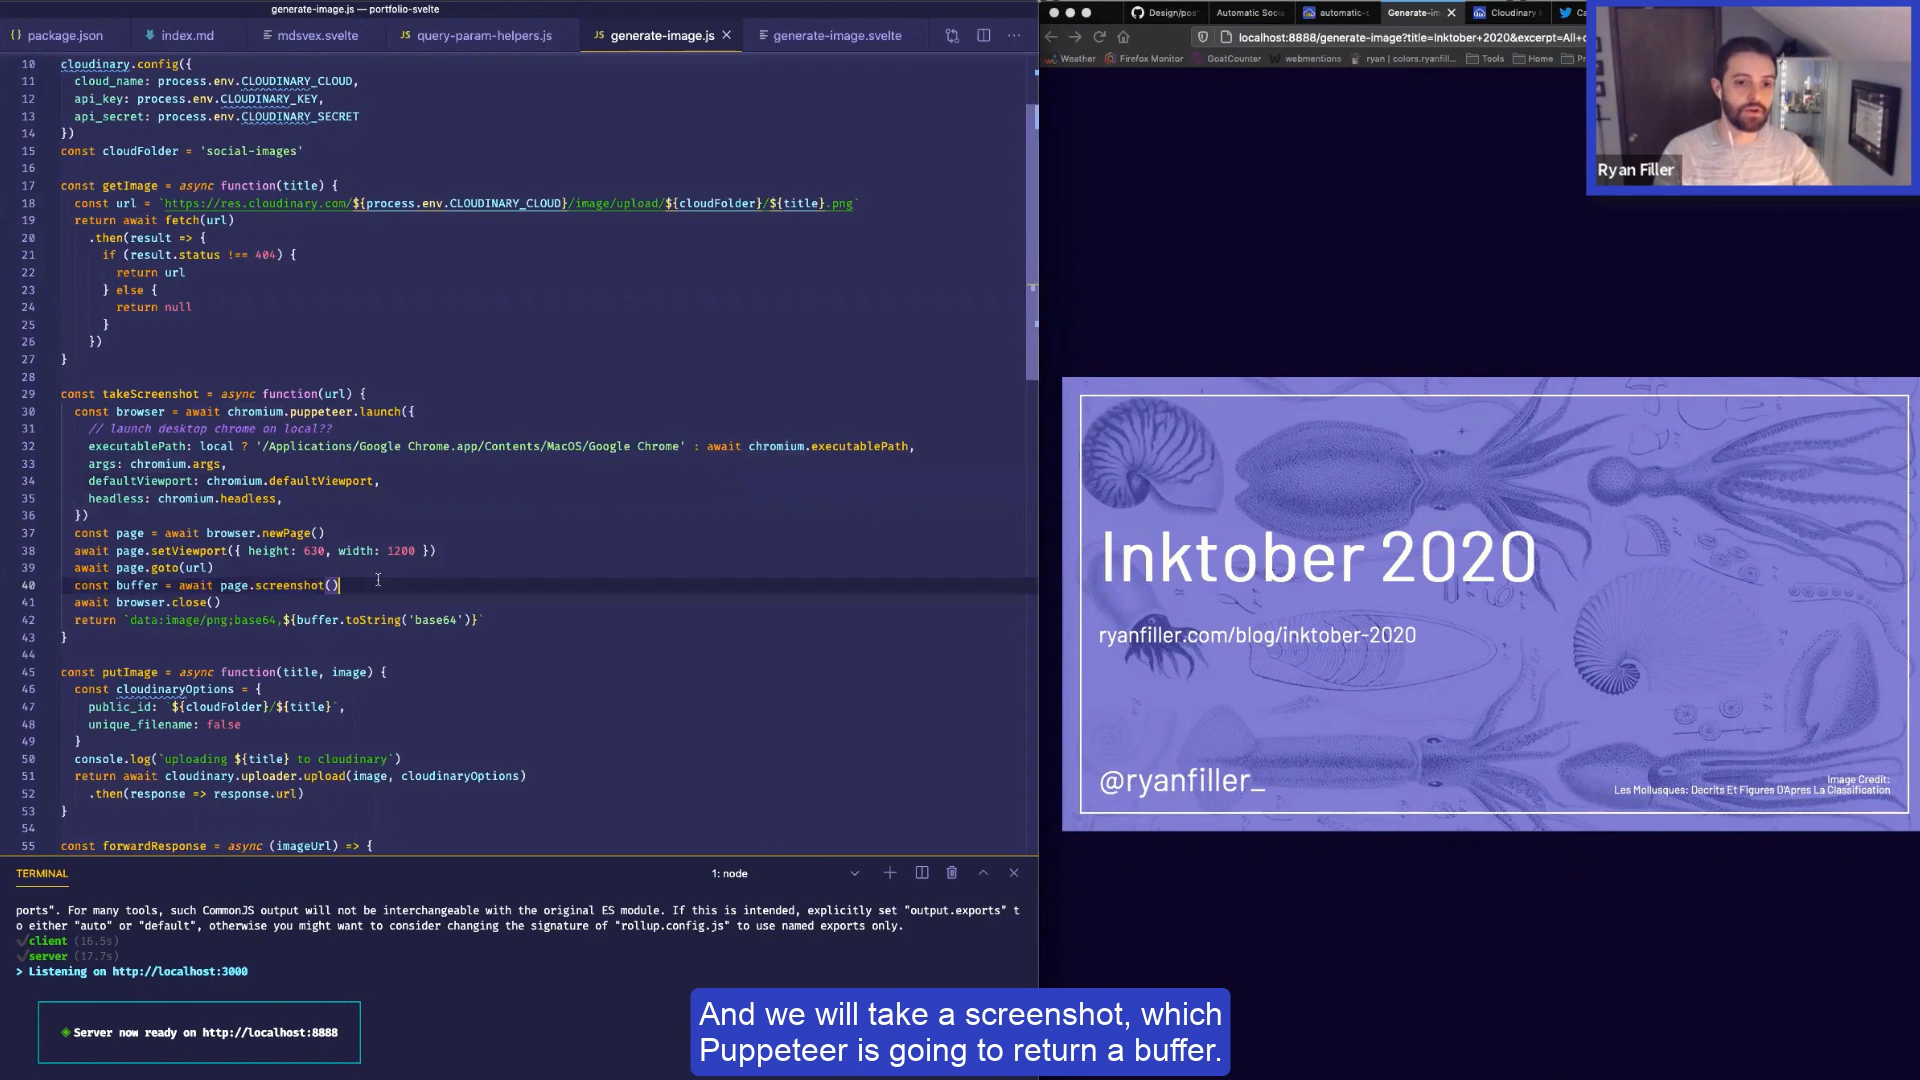 generate-image.js — portfolio-svelte
{} package.json
index.md
mdsvex.svelte
JS query-param-helpers.js
JS generate-image.js
generate-image.svelte
10 cloudinary.config({
11 cloud_name: process.env.CLOUDINARY_CLOUD,
12 api_key: process.env.CLOUDINARY_KEY,
13 api_secret: process.env.CLOUDINARY_SECRET
14 })
15 const cloudFolder = 'social-images'
16
17 const getImage = async function(title) {
18 const url = `https://res.cloudinary.com/${process.env.CLOUDINARY_CLOUD}/image/upload/${cloudFolder}/${title}.png`
19 return await fetch(url)
20 .then(result => {
21 if (result.status !== 404) {
22 return url
23 } else {
24 return null
25 }
26 })
27 }
28
29 const takeScreenshot = async function(url) {
30 const browser = await chromium.puppeteer.launch({
31 // launch desktop chrome on local??
32 executablePath: local ? '/Applications/Google Chrome.app/Contents/MacOS/Google Chrome' : await chromium.executablePath,
33 args: chromium.args,
34 defaultViewport: chromium.defaultViewport,
35 headless: chromium.headless,
36 })
37 const page = await browser.newPage()
38 await page.setViewport({ height: 630, width: 1200 })
39 await page.goto(url)
40 const buffer = await page.screenshot()
41 await browser.close()
42 return `data:image/png;base64,${buffer.toString('base64')}`
43 }
44
45 const putImage = async function(title, image) {
46 const cloudinaryOptions = {
47 public_id: `${cloudFolder}/${title}`,
48 unique_filename: false
49 }
50 console.log(`uploading ${title} to cloudinary`)
51 return await cloudinary.uploader.upload(image, cloudinaryOptions)
52 .then(response => response.url)
53 }
54
55 const forwardResponse = async (imageUrl) => {
TERMINAL
1: node
ports". For many tools, such CommonJS output will not be interchangeable with the original ES module. If this is intended, explicitly set "output.exports" t
o either "auto" or "default", otherwise you might want to consider changing the signature of "rollup.config.js" to use named exports only.
✓client (16.5s)
✓server (17.7s)
> Listening on http://localhost:3000
◈ Server now ready on http://localhost:8888
Design/pos
Automatic Soci
automatic-s
Generate-im
Cloudinary
Ca
localhost:8888/generate-image?title=Inktober+2020&excerpt=All+
Weather
Firefox Monitor
GoatCounter
webmentions
ryan | colors.ryanfill...
Tools
Home
Ryan Filler
Inktober 2020
ryanfiller.com/blog/inktober-2020
@ryanfiller_
Image Credit:
Les Mollusques: Decrits Et Figures D'Apres La Classification
And we will take a screenshot, which
Puppeteer is going to return a buffer.